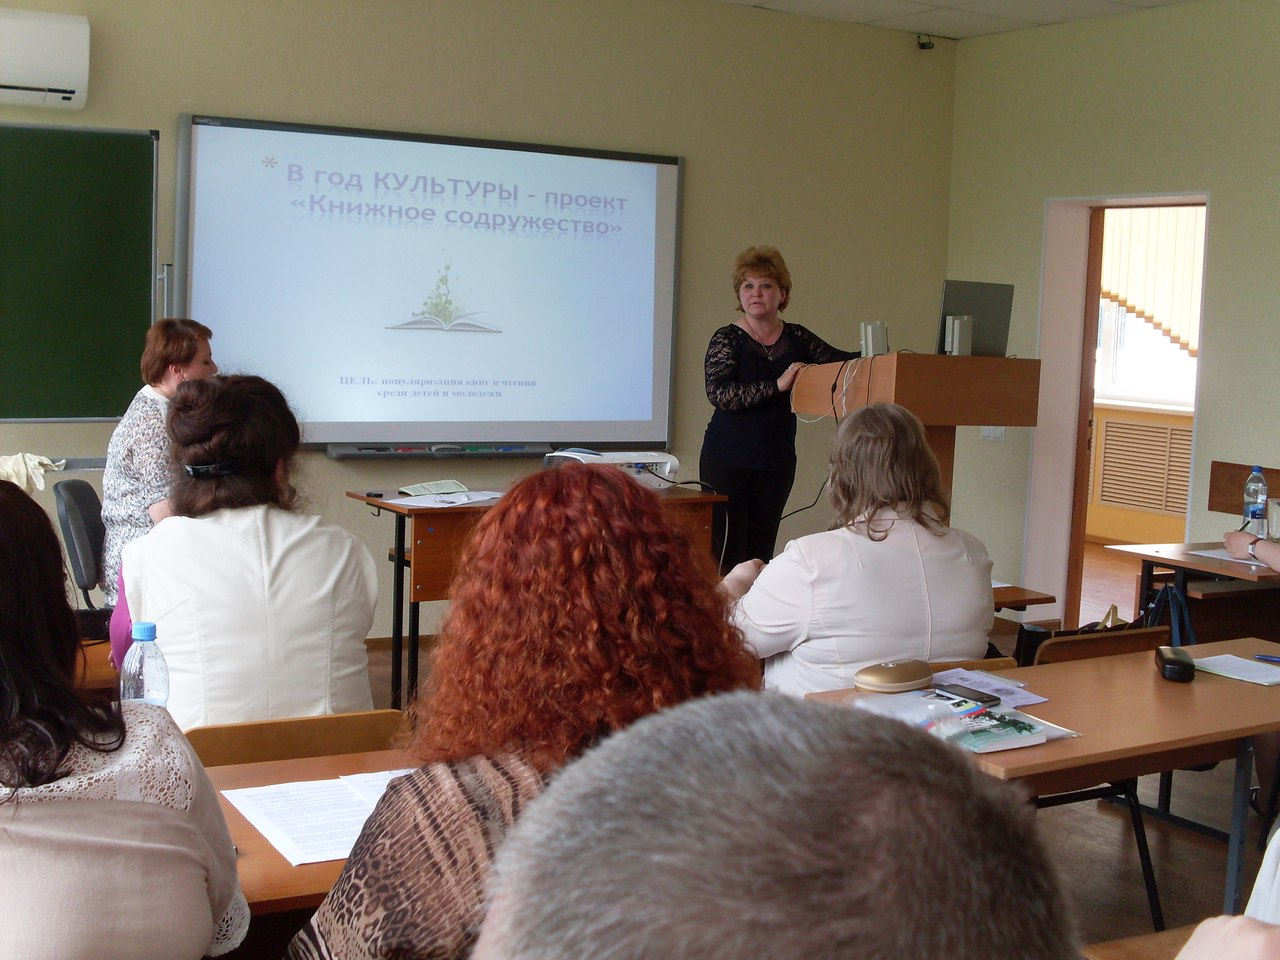 * В год КУЛЬТУРЫ - проект
«Книжное содружество»
ЦЕЛЬ: популяризация книг и чтения
среди детей и молодежи